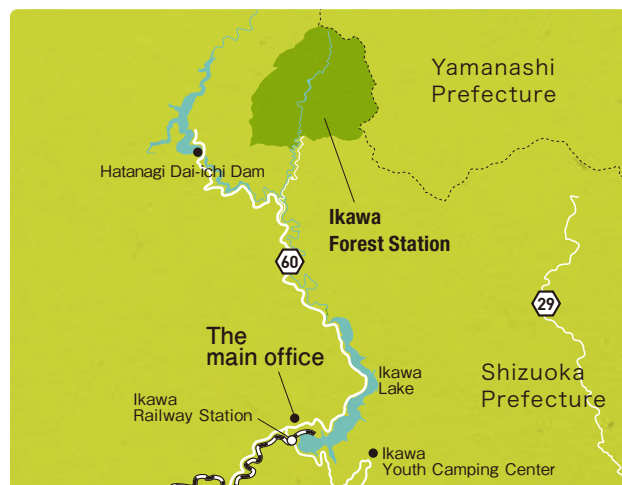 Yamanashi
Prefecture
Hatanagi Dai-ichi Dam
Ikawa
Forest Station
60
29
The
main office
Ikawa
Lake
Shizuoka
Prefecture
Ikawa
Railway Station
Ikawa
Youth Camping Center